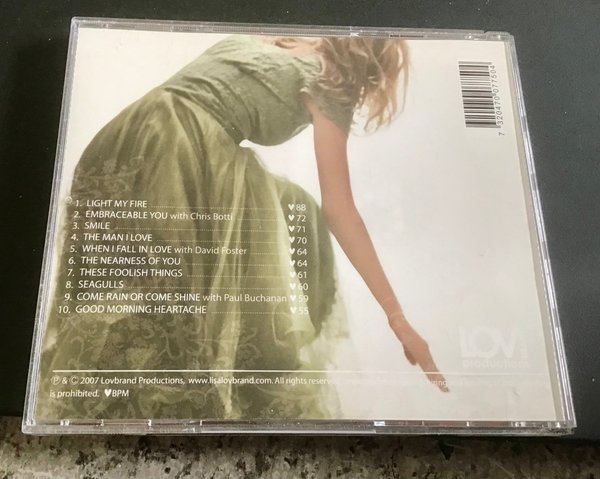 7 320470 077504
1. LIGHT MY FIRE ♥88
2. EMBRACEABLE YOU with Chris Botti ♥72
3. SMILE ♥71
4. THE MAN I LOVE ♥70
5. WHEN I FALL IN LOVE with David Foster ♥64
6. THE NEARNESS OF YOU ♥64
7. THESE FOOLISH THINGS ♥61
8. SEAGULLS ♥60
9. COME RAIN OR COME SHINE with Paul Buchanan ♥59
10. GOOD MORNING HEARTACHE ♥55
LOV
productions
℗ & © 2007 Lovbrand Productions, www.lisalovbrand.com. All rights reserved.
is prohibited. ♥BPM